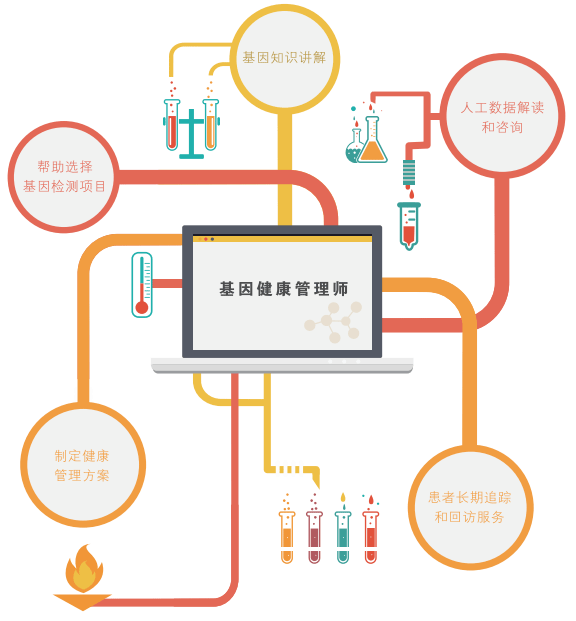 基因知识讲解
人工数据解读
和咨询
帮助选择
基因检测项目
基因健康管理师
制定健康
管理方案
患者长期追踪
和回访服务